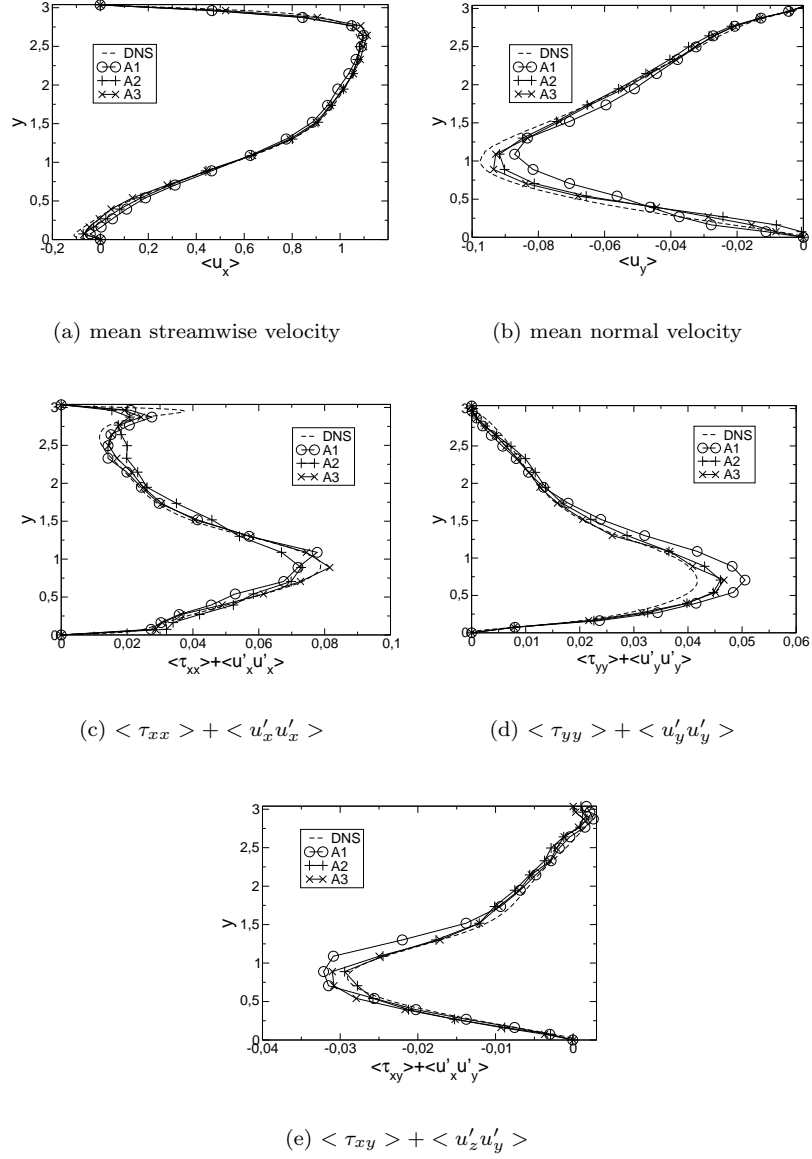 3
2,5
2
1,5
1
0,5
0
y
DNS
A1
A2
A3
-0,2 0 0,2 0,4 0,6 0,8 1
<u_x>
(a) mean streamwise velocity
3
2,5
2
1,5
1
0,5
0
y
DNS
A1
A2
A3
-0,1 -0,08 -0,06 -0,04 -0,02 0
<u_y>
(b) mean normal velocity
3
2,5
2
1,5
1
0,5
0
y
DNS
A1
A2
A3
0 0,02 0,04 0,06 0,08 0,1
<τ_xx>+<u'_x u'_x>
(c) < τ_xx > + < u′_x u′_x >
3
2,5
2
1,5
1
0,5
0
y
DNS
A1
A2
A3
0 0,01 0,02 0,03 0,04 0,05 0,06
<τ_yy>+<u'_y u'_y>
(d) < τ_yy > + < u′_y u′_y >
3
2,5
2
1,5
1
0,5
0
y
DNS
A1
A2
A3
-0,04 -0,03 -0,02 -0,01 0
<τ_xy>+<u'_x u'_y>
(e) < τ_xy > + < u′_z u′_y >